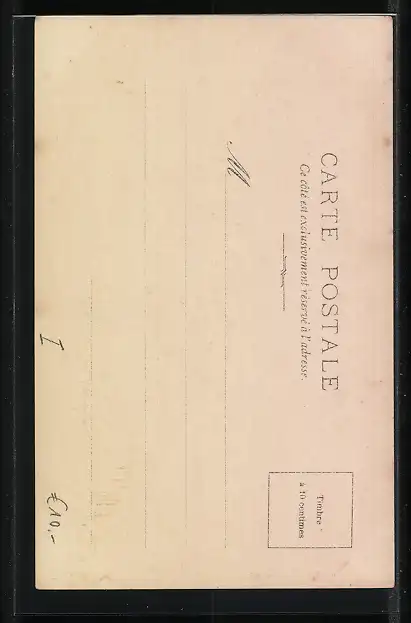 CARTE POSTALE
Ce côté est exclusivement réservé à l'adresse.
Timbre
à 10 centimes
M
I
€10.-